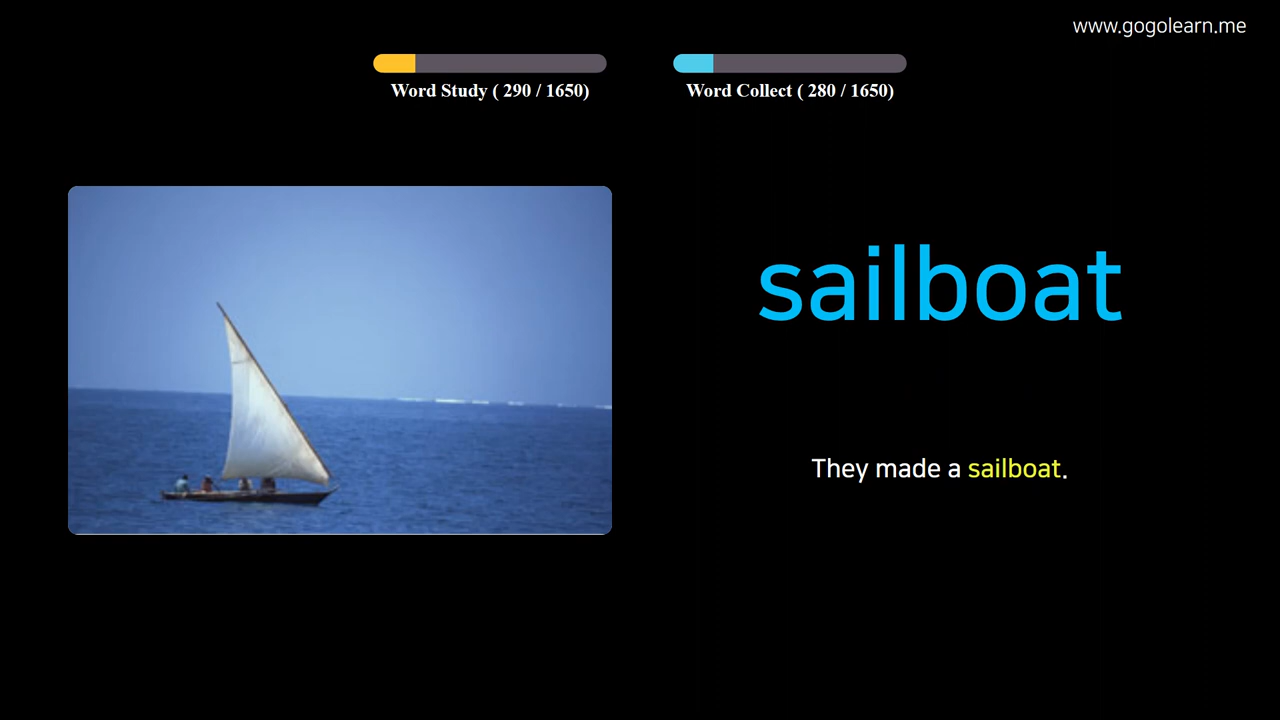 www.gogolearn.me
Word Study ( 290 / 1650)
Word Collect ( 280 / 1650)
sailboat
They made a sailboat.